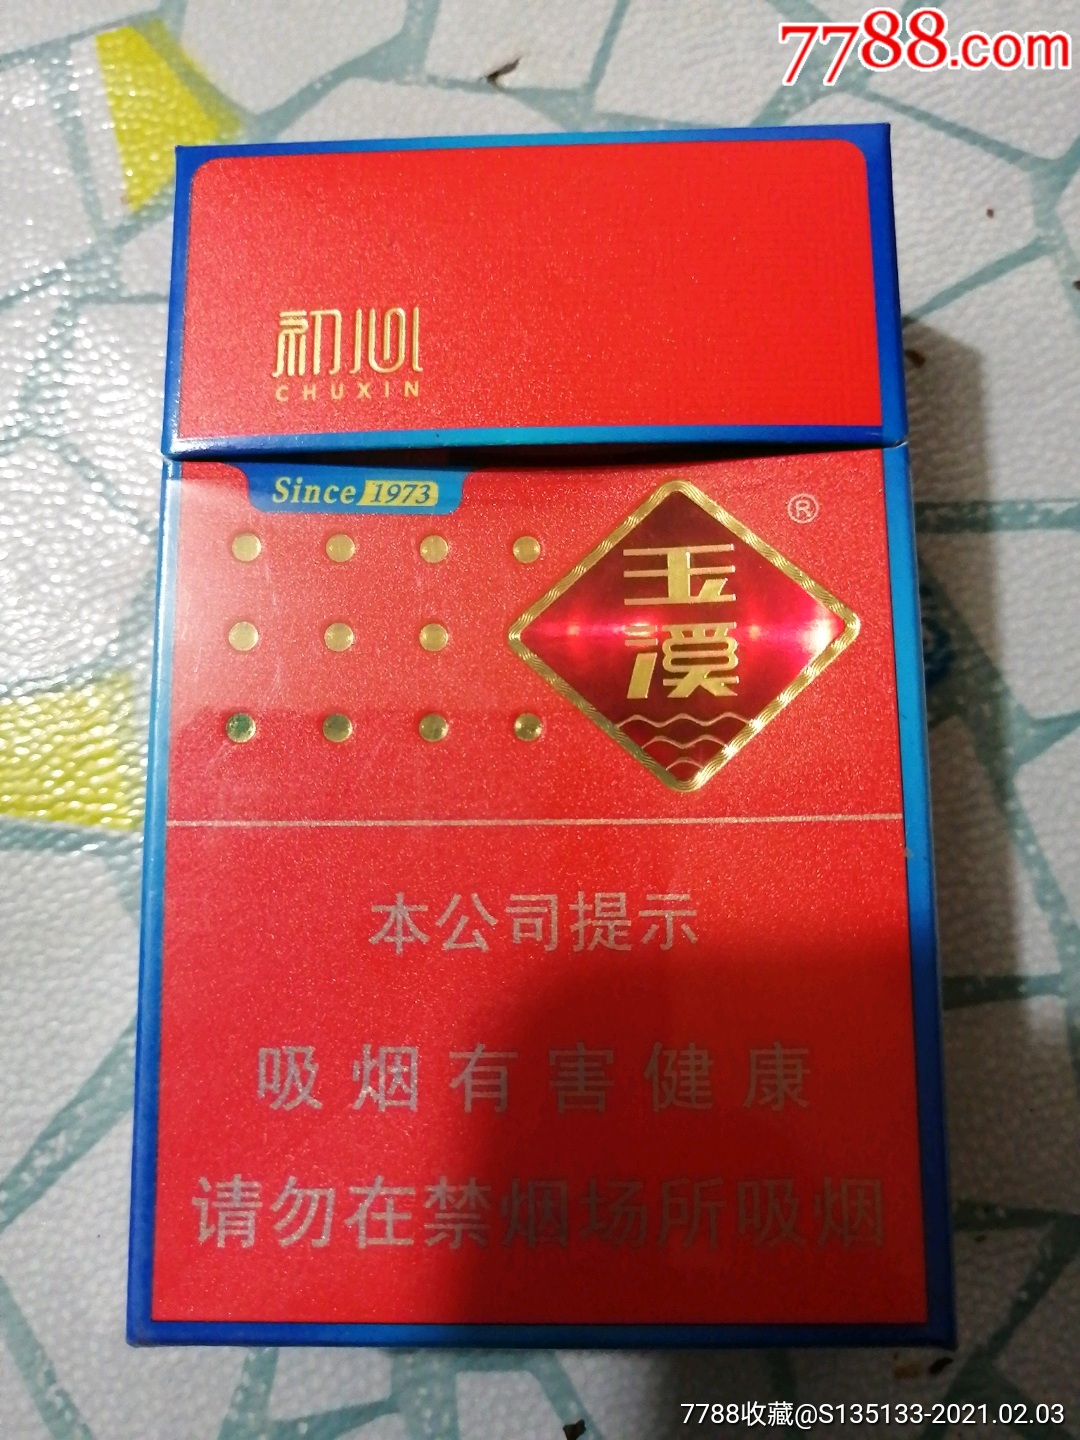 7788.com
初心
CHUXIN
Since 1973
®
玉
溪
本公司提示
吸烟有害健康
请勿在禁烟场所吸烟
7788收藏@S135133-2021.02.03